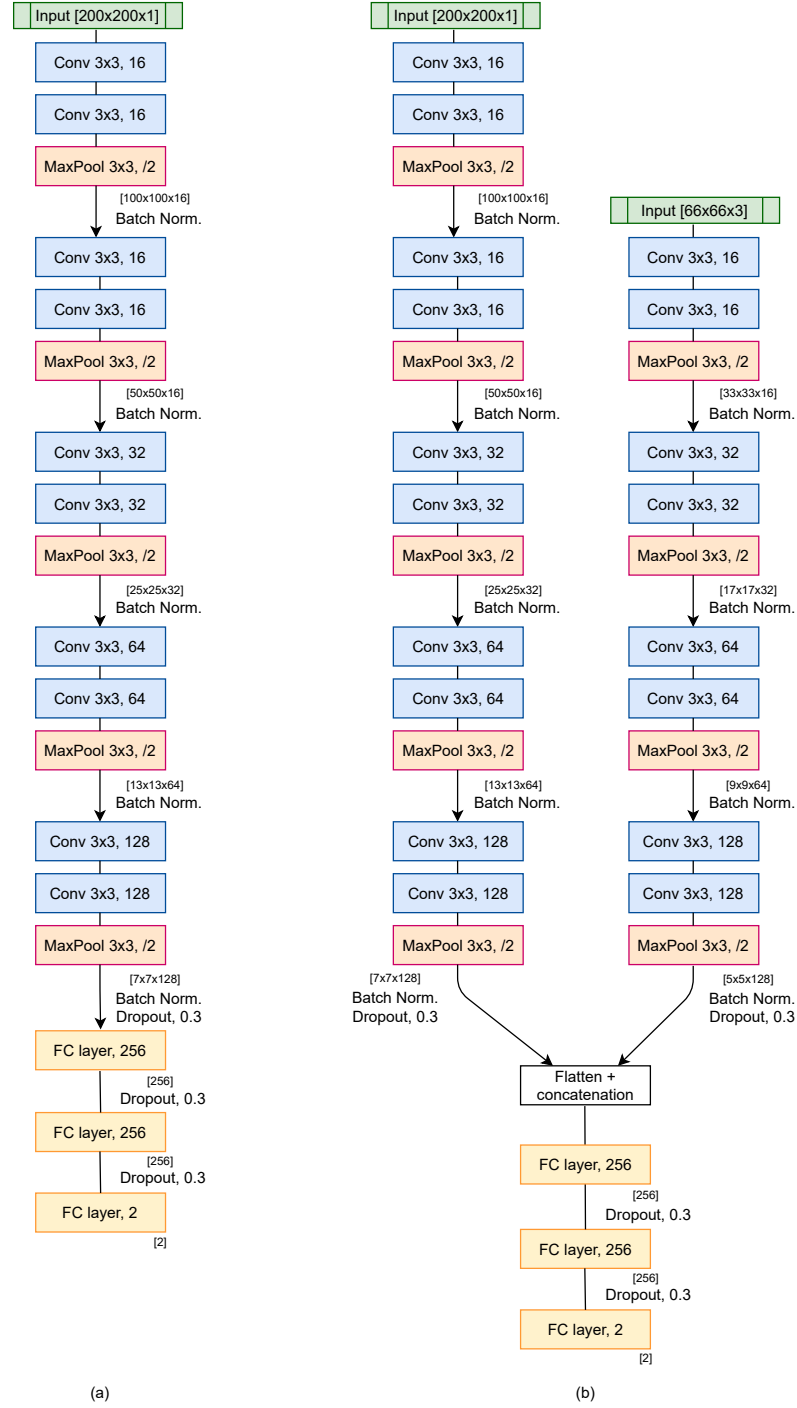 Input [200x200x1]
Conv 3x3, 16
Conv 3x3, 16
MaxPool 3x3, /2
[100x100x16]
Batch Norm.
Conv 3x3, 16
Conv 3x3, 16
MaxPool 3x3, /2
[50x50x16]
Batch Norm.
Conv 3x3, 32
Conv 3x3, 32
MaxPool 3x3, /2
[25x25x32]
Batch Norm.
Conv 3x3, 64
Conv 3x3, 64
MaxPool 3x3, /2
[13x13x64]
Batch Norm.
Conv 3x3, 128
Conv 3x3, 128
MaxPool 3x3, /2
[7x7x128]
Batch Norm.
Dropout, 0.3
FC layer, 256
[256]
Dropout, 0.3
FC layer, 256
[256]
Dropout, 0.3
FC layer, 2
[2]
(a)
Input [200x200x1]
Conv 3x3, 16
Conv 3x3, 16
MaxPool 3x3, /2
[100x100x16]
Batch Norm.
Conv 3x3, 16
Conv 3x3, 16
MaxPool 3x3, /2
[50x50x16]
Batch Norm.
Conv 3x3, 32
Conv 3x3, 32
MaxPool 3x3, /2
[25x25x32]
Batch Norm.
Conv 3x3, 64
Conv 3x3, 64
MaxPool 3x3, /2
[13x13x64]
Batch Norm.
Conv 3x3, 128
Conv 3x3, 128
MaxPool 3x3, /2
[7x7x128]
Batch Norm.
Dropout, 0.3
Input [66x66x3]
Conv 3x3, 16
Conv 3x3, 16
MaxPool 3x3, /2
[33x33x16]
Batch Norm.
Conv 3x3, 32
Conv 3x3, 32
MaxPool 3x3, /2
[17x17x32]
Batch Norm.
Conv 3x3, 64
Conv 3x3, 64
MaxPool 3x3, /2
[9x9x64]
Batch Norm.
Conv 3x3, 128
Conv 3x3, 128
MaxPool 3x3, /2
[5x5x128]
Batch Norm.
Dropout, 0.3
Flatten +
concatenation
FC layer, 256
[256]
Dropout, 0.3
FC layer, 256
[256]
Dropout, 0.3
FC layer, 2
[2]
(b)